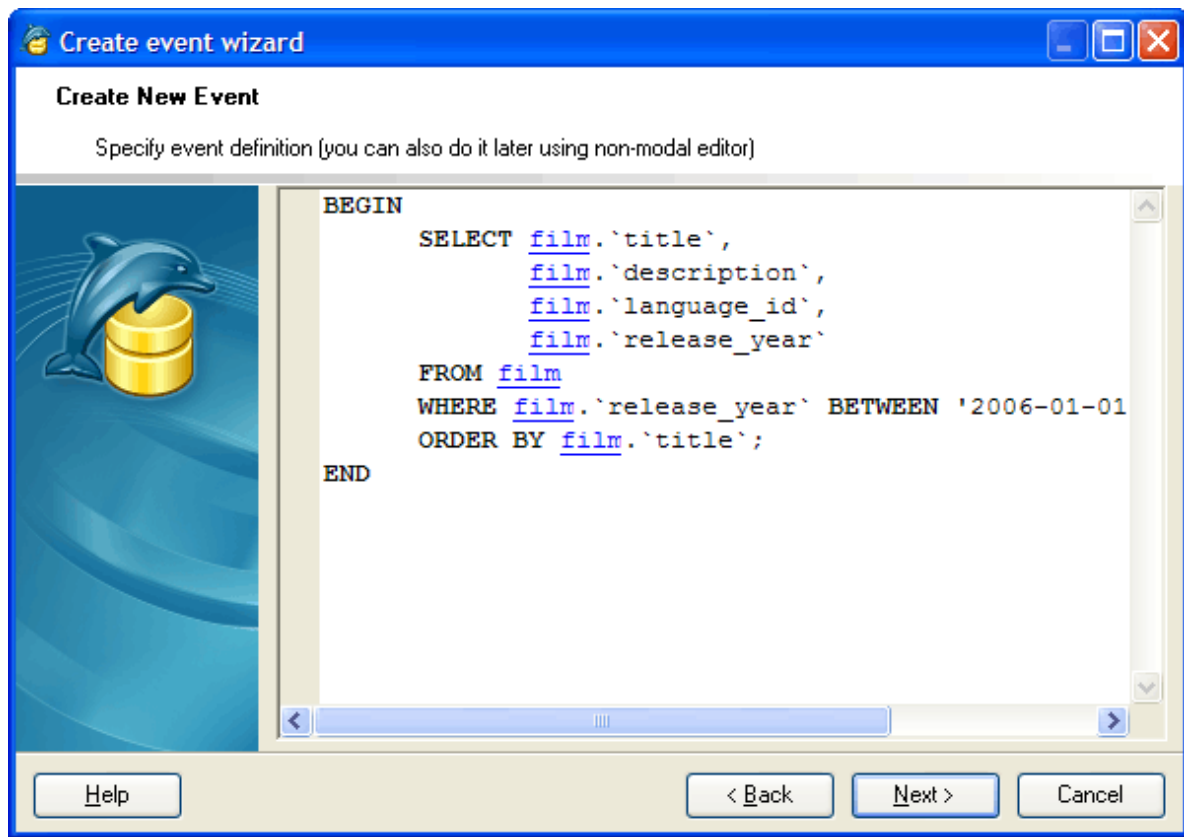 Create event wizard
Create New Event
Specify event definition (you can also do it later using non-modal editor)
BEGIN
SELECT film.`title`,
film.`description`,
film.`language_id`,
film.`release_year`
FROM film
WHERE film.`release_year` BETWEEN '2006-01-01
ORDER BY film.`title`;
END
Help
< Back
Next >
Cancel